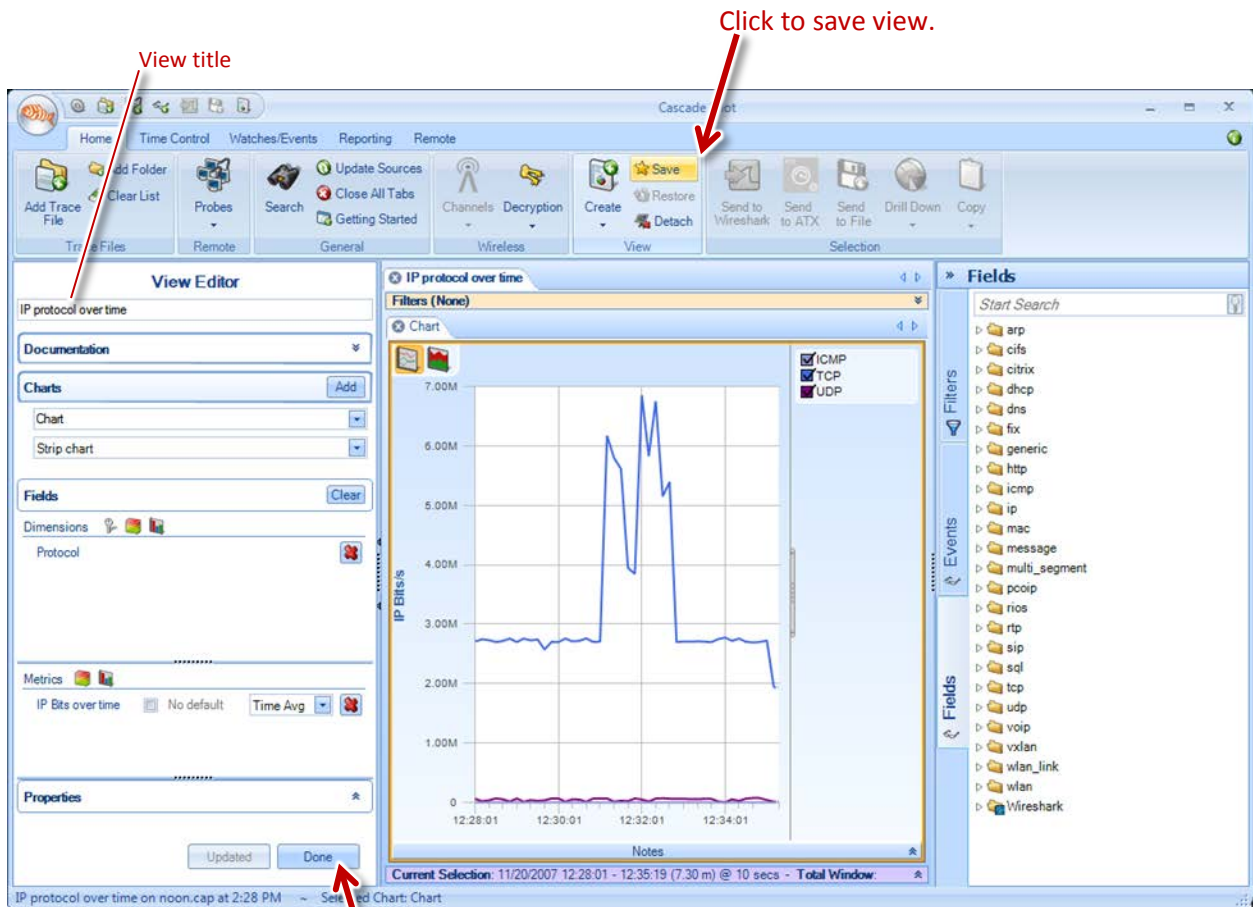 Click to save view.
View title
Cascade
Home
Time Control
Watches/Events
Reporting
Remote
Add Trace File
Add Folder
Clear List
Trace Files
Probes
Remote
Search
Update Sources
Close All Tabs
Getting Started
General
Channels
Decryption
Wireless
Create
Save
Restore
Detach
View
Send to Wireshark
Send to ATX
Send to File
Drill Down
Copy
Selection
View Editor
IP protocol over time
Documentation
Charts
Add
Chart
Strip chart
Fields
Clear
Dimensions
Protocol
Metrics
IP Bits over time
No default
Time Avg
Properties
Updated
Done
IP protocol over time
Filters (None)
Chart
ICMP
TCP
UDP
7.00M
6.00M
5.00M
4.00M
3.00M
2.00M
1.00M
0
IP Bits/s
12:28:01
12:30:01
12:32:01
12:34:01
Notes
Current Selection: 11/20/2007 12:28:01 - 12:35:19 (7.30 m) @ 10 secs - Total Window:
Filters
Events
Fields
Fields
Start Search
arp
cifs
citrix
dhcp
dns
fix
generic
http
icmp
ip
mac
message
multi_segment
pcoip
rios
rtp
sip
sql
tcp
udp
voip
vxlan
wlan_link
wlan
Wireshark
IP protocol over time on noon.cap at 2:28 PM ~ Selected Chart: Chart